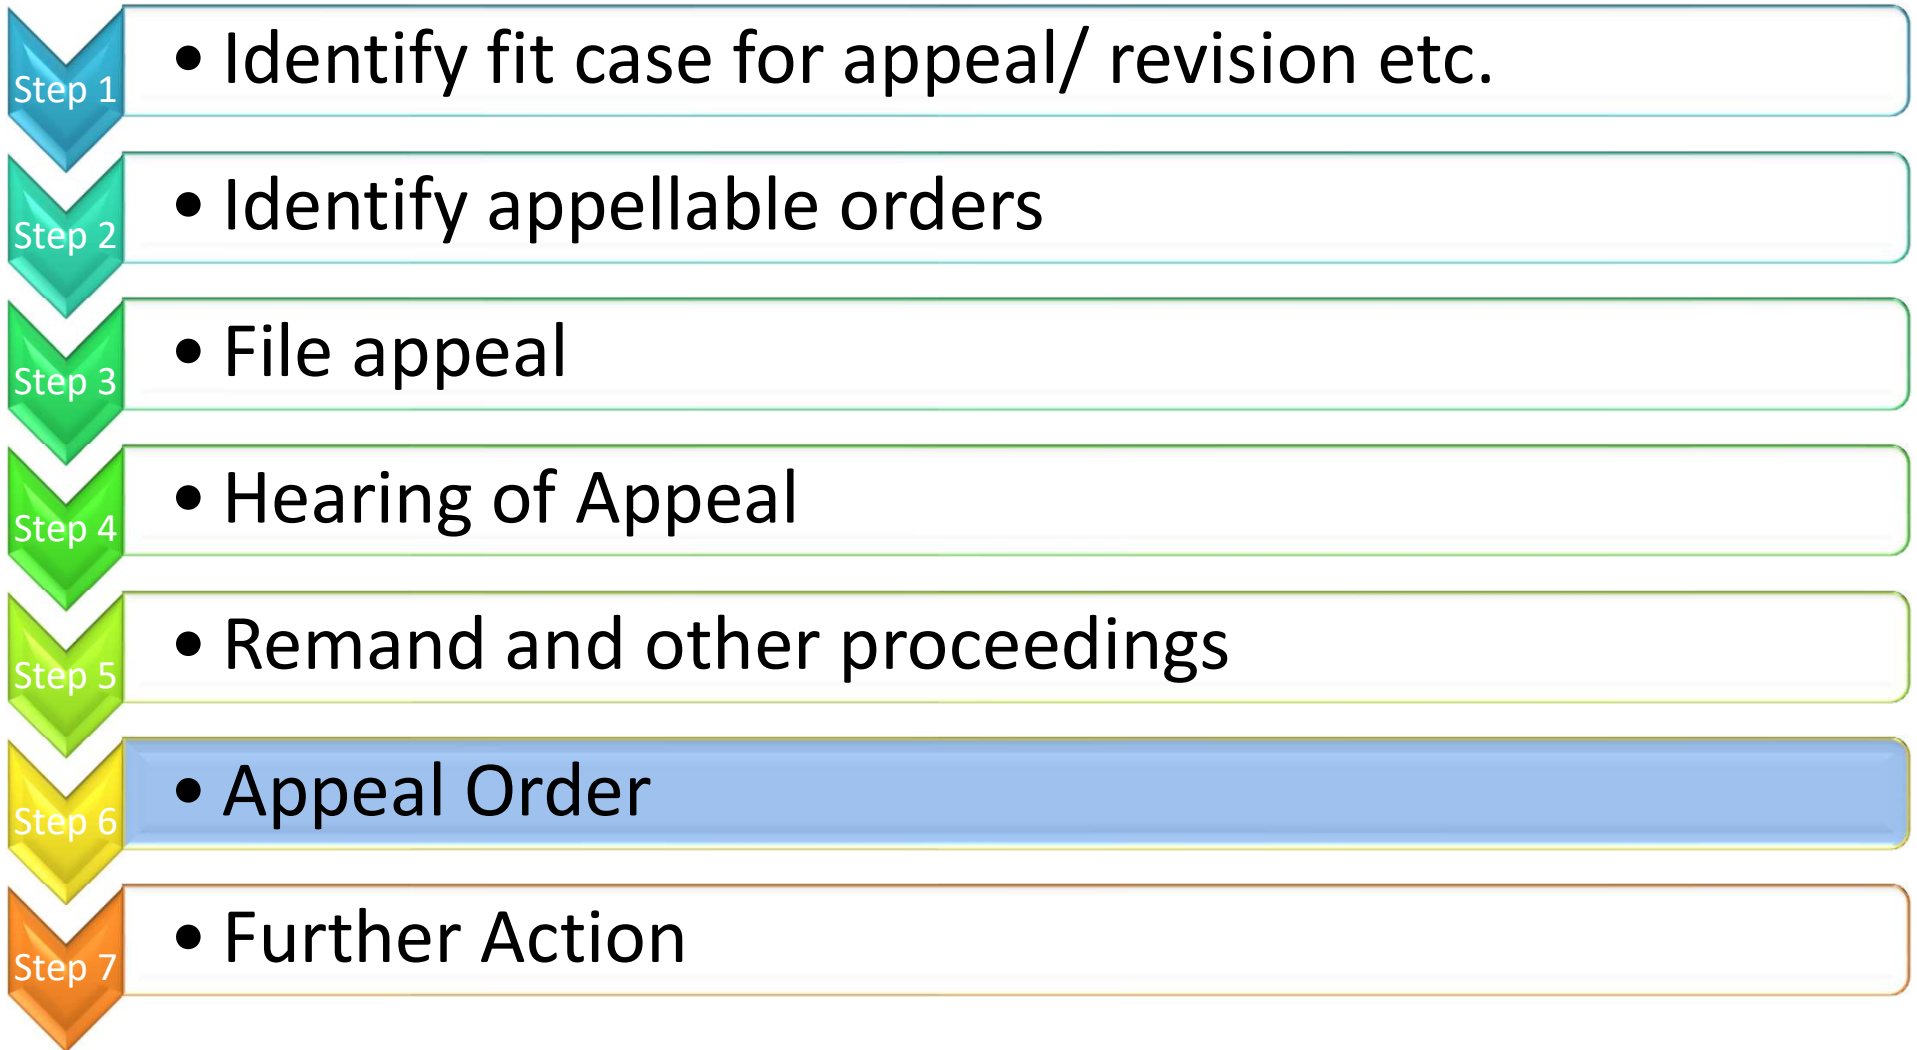 Step 1
• Identify fit case for appeal/ revision etc.
Step 2
• Identify appellable orders
Step 3
• File appeal
Step 4
• Hearing of Appeal
Step 5
• Remand and other proceedings
Step 6
• Appeal Order
Step 7
• Further Action